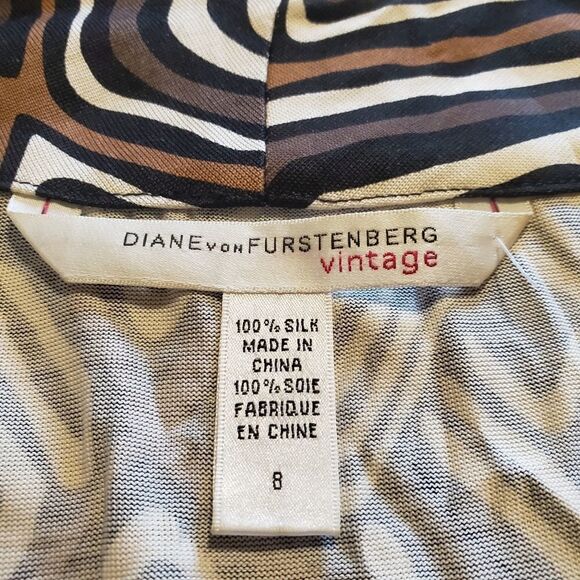 DIANE von FURSTENBERG
vintage
100% SILK
MADE IN
CHINA
100% SOIE
FABRIQUE
EN CHINE
8